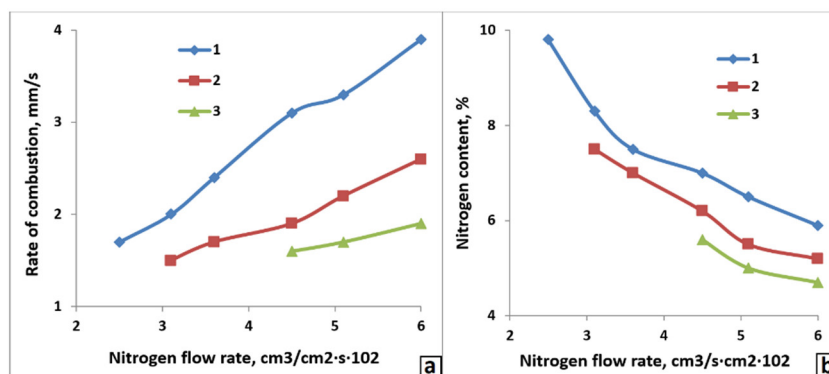 4
3
2
1
Rate of combustion, mm/s
1
2
3
2 3 4 5 6
Nitrogen flow rate, cm3/cm2·s·102
a
10
8
6
4
Nitrogen content, %
1
2
3
2 3 4 5 6
Nitrogen flow rate, cm3/s·cm2·102
b